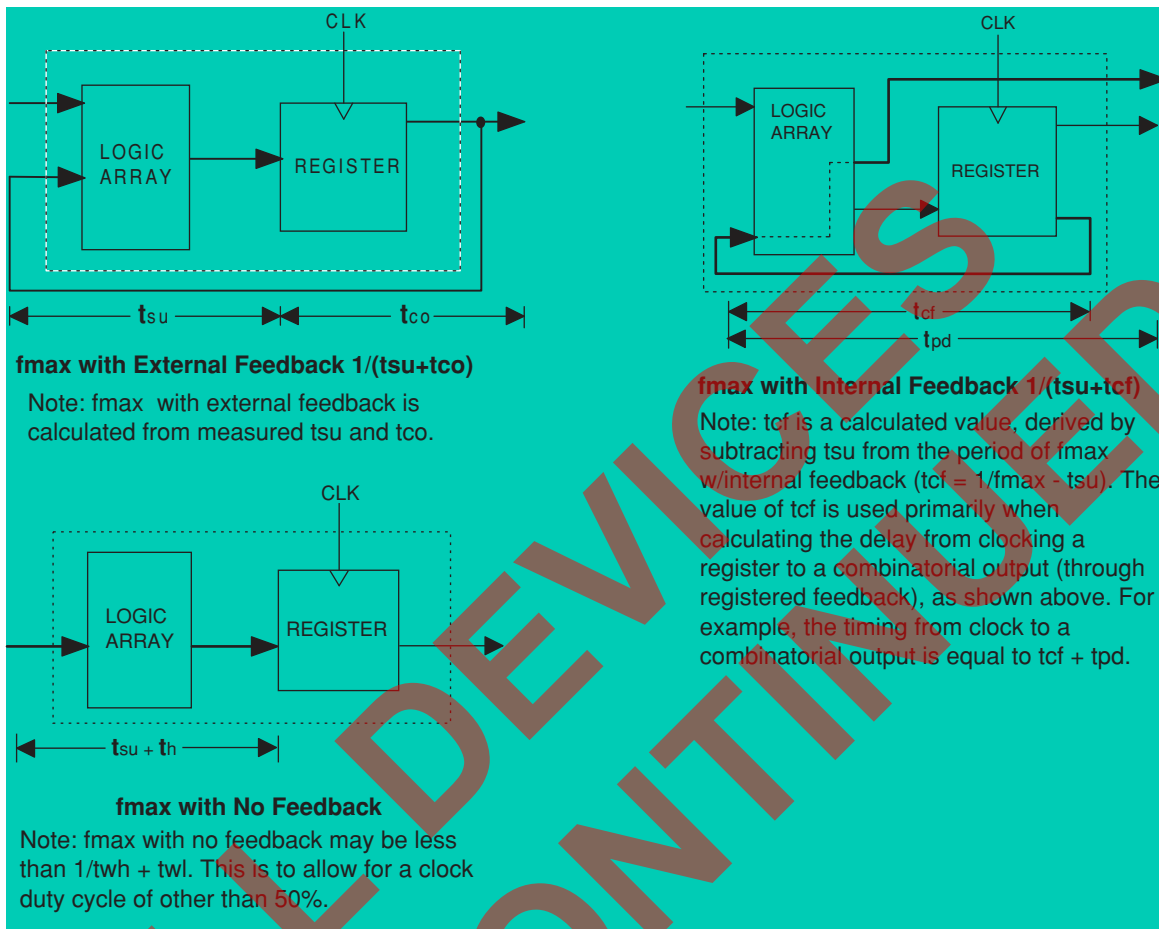 CLK
LOGIC
ARRAY
REGISTER
tsu
tco
fmax with External Feedback 1/(tsu+tco)
Note: fmax with external feedback is
calculated from measured tsu and tco.
CLK
LOGIC
ARRAY
REGISTER
tcf
tpd
fmax with Internal Feedback 1/(tsu+tcf)
Note: tcf is a calculated value, derived by
subtracting tsu from the period of fmax
w/internal feedback (tcf = 1/fmax - tsu). The
value of tcf is used primarily when
calculating the delay from clocking a
register to a combinatorial output (through
registered feedback), as shown above. For
example, the timing from clock to a
combinatorial output is equal to tcf + tpd.
CLK
LOGIC
ARRAY
REGISTER
tsu + th
fmax with No Feedback
Note: fmax with no feedback may be less
than 1/twh + twl. This is to allow for a clock
duty cycle of other than 50%.
DEVICES
ONTINUED